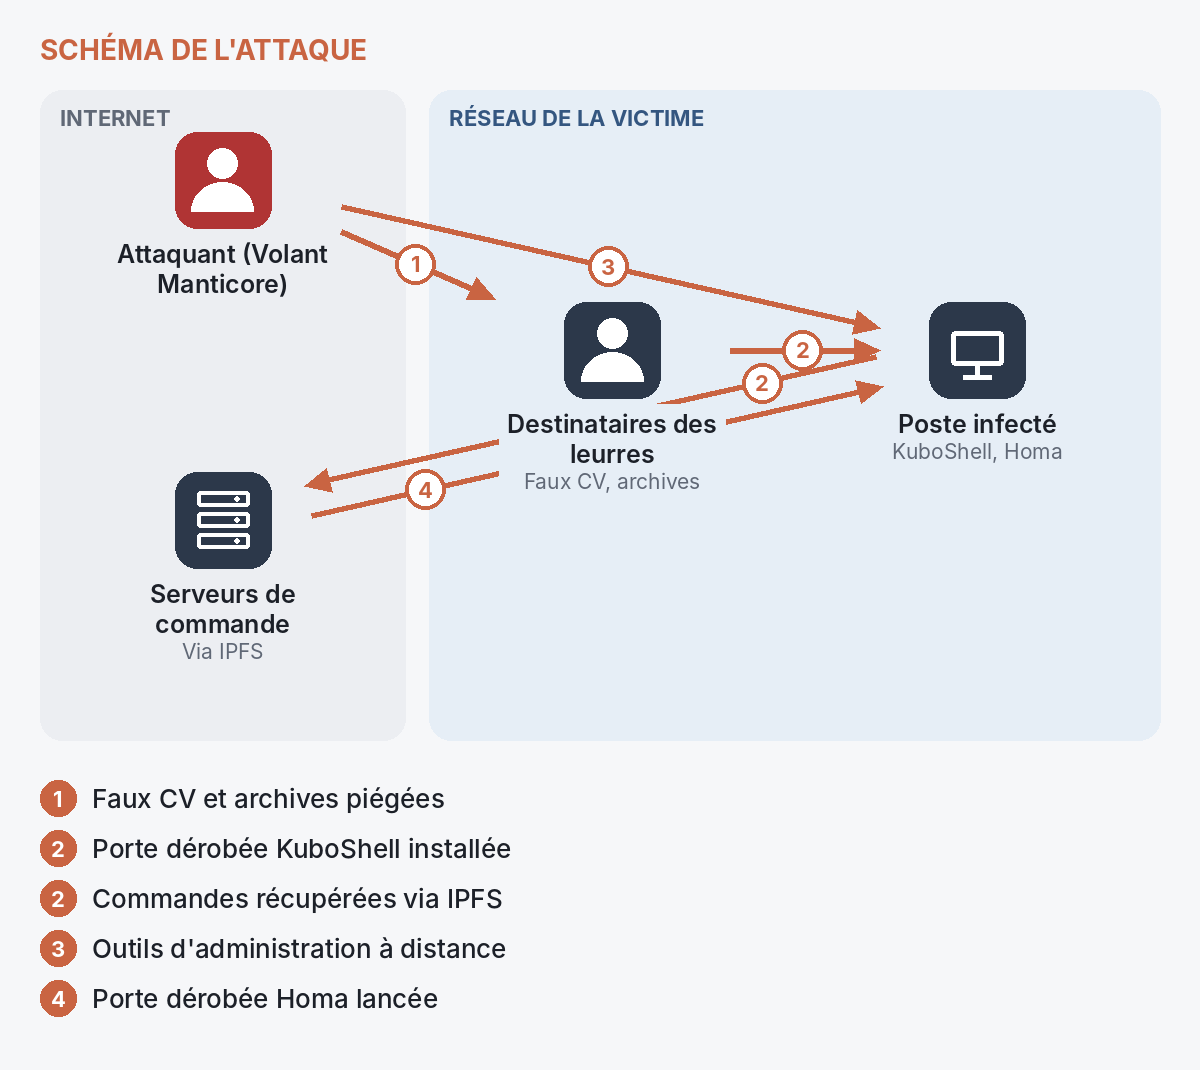 SCHÉMA DE L'ATTAQUE
INTERNET
RÉSEAU DE LA VICTIME
Attaquant (Volant
Manticore)
1
3
2
2
Destinataires des
leurres
Faux CV, archives
Poste infecté
KuboShell, Homa
4
Serveurs de
commande
Via IPFS
1 Faux CV et archives piégées
2 Porte dérobée KuboShell installée
2 Commandes récupérées via IPFS
3 Outils d'administration à distance
4 Porte dérobée Homa lancée